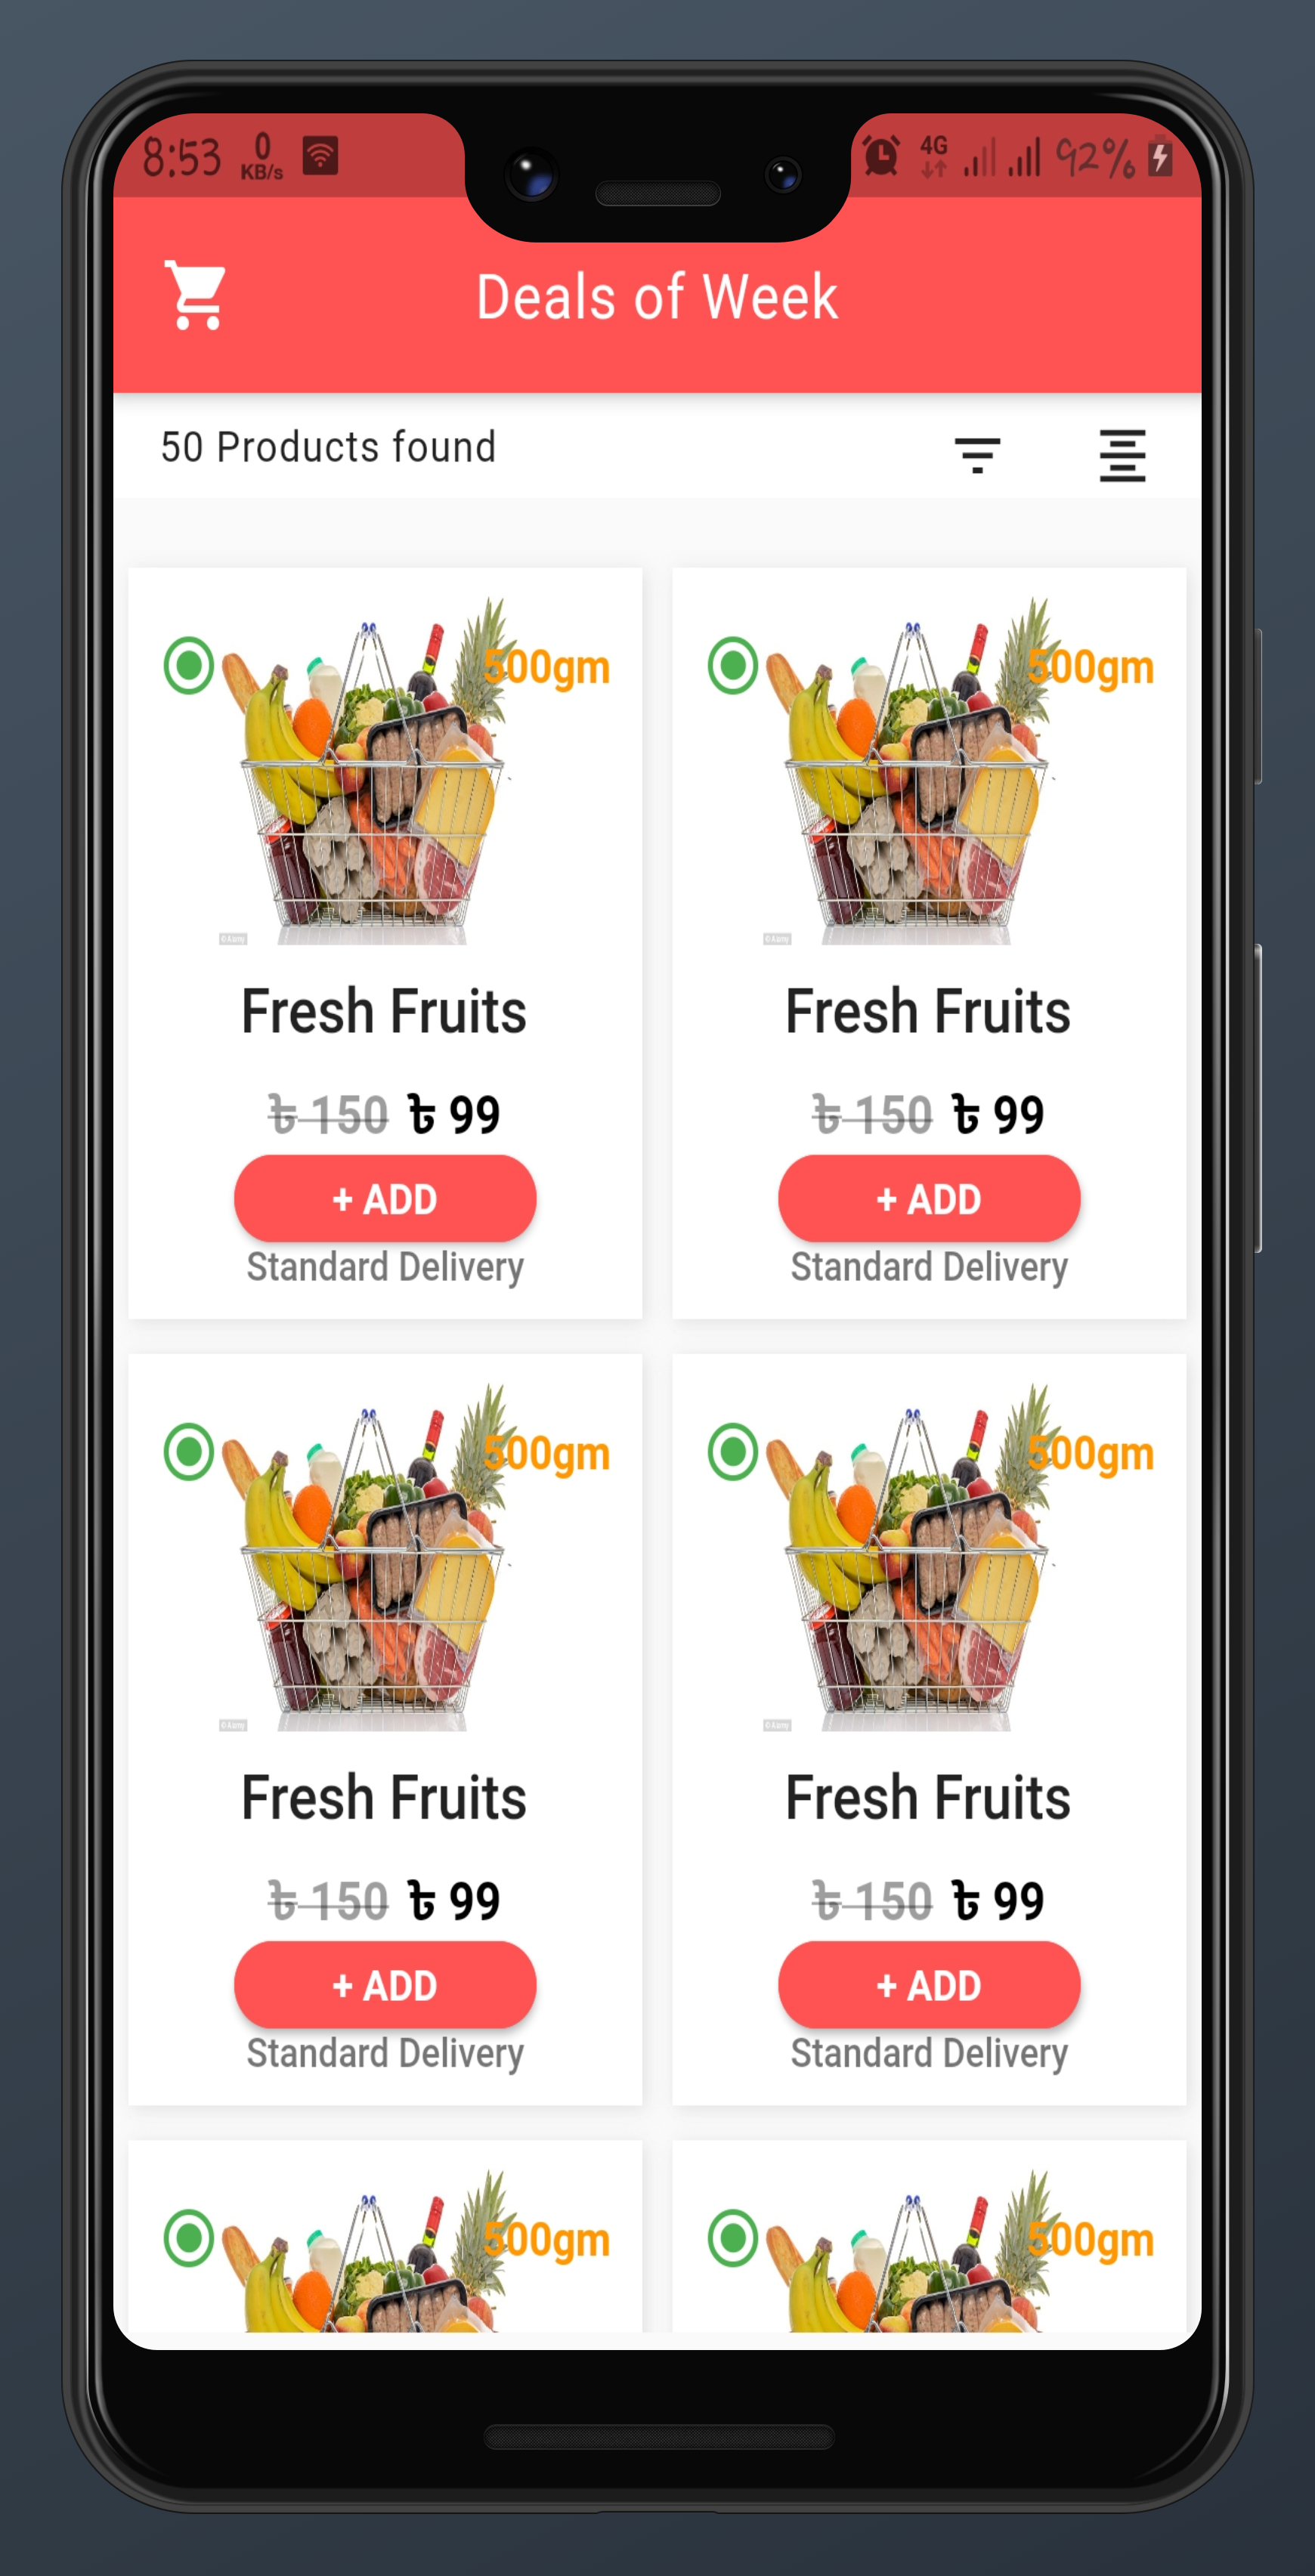 8:53 0 KB/s 4G 92%
Deals of Week
50 Products found
500gm 500gm
Fresh Fruits Fresh Fruits
৳ 150 ৳ 99 ৳ 150 ৳ 99
+ ADD + ADD
Standard Delivery Standard Delivery
500gm 500gm
Fresh Fruits Fresh Fruits
৳ 150 ৳ 99 ৳ 150 ৳ 99
+ ADD + ADD
Standard Delivery Standard Delivery
500gm 500gm